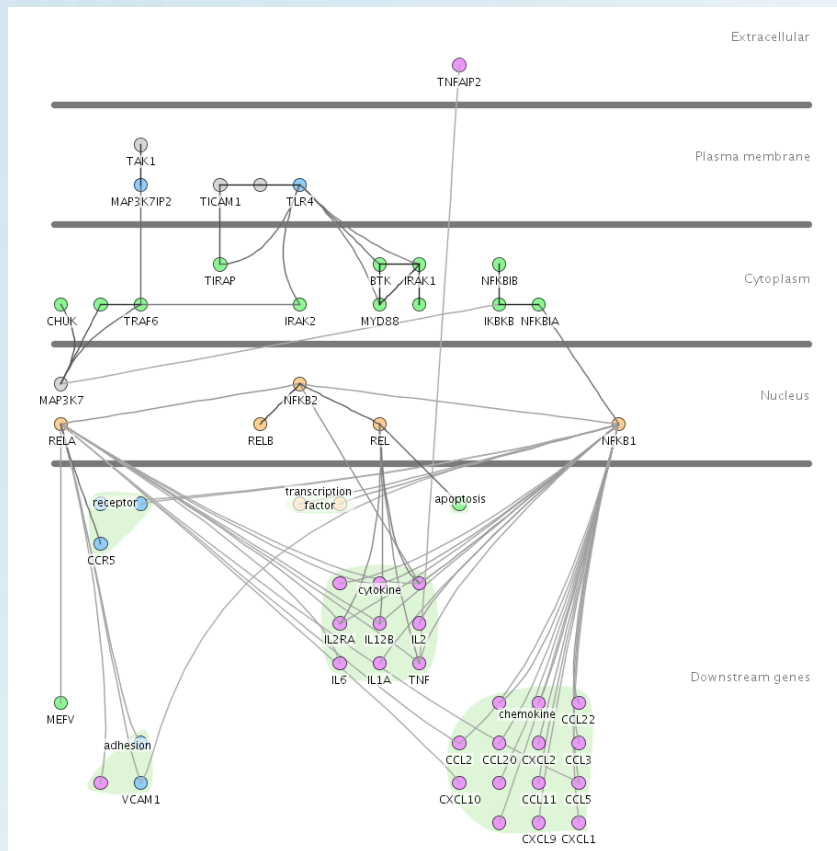 Extracellular
TNFAIP2
Plasma membrane
TAK1
MAP3K7IP2
TICAM1
TLR4
Cytoplasm
TIRAP
BTK
IRAK1
NFKBIB
CHUK
TRAF6
IRAK2
MYD88
IKBKB
NFKBIA
Nucleus
MAP3K7
NFKB2
RELA
RELB
REL
NFKB1
receptor
transcription
factor
apoptosis
CCR5
cytokine
IL2RA
IL12B
IL2
IL6
IL1A
TNF
Downstream genes
MEFV
chemokine
CCL22
adhesion
CCL2
CCL20
CXCL2
CCL3
VCAM1
CXCL10
CCL11
CCL5
CXCL9
CXCL1